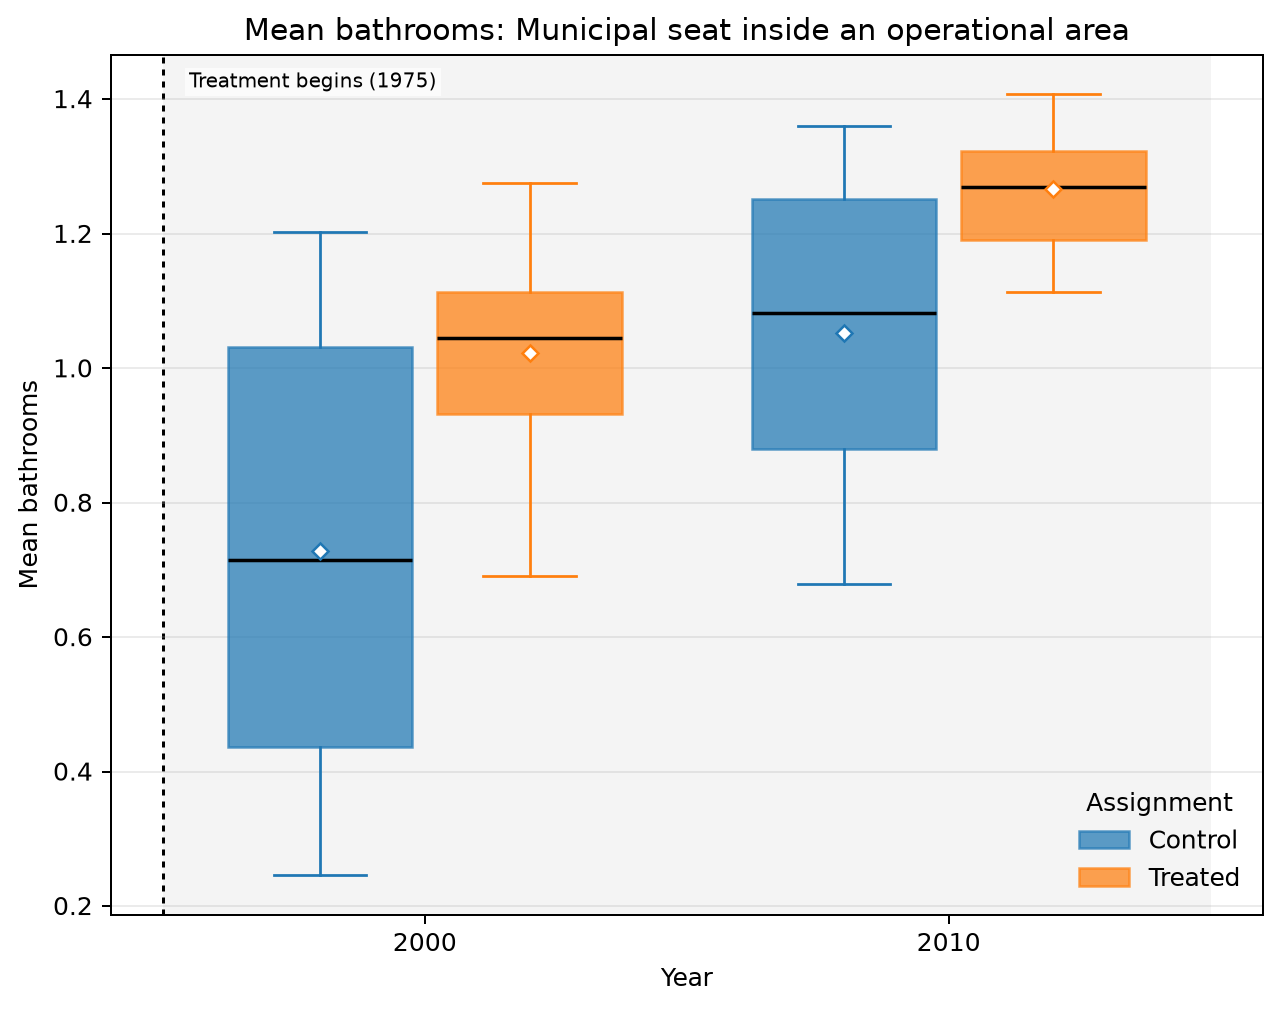 Mean bathrooms: Municipal seat inside an operational area
Treatment begins (1975)
1.4
1.2
1.0
0.8
0.6
0.4
0.2
Mean bathrooms
2000
2010
Year
Assignment
Control
Treated